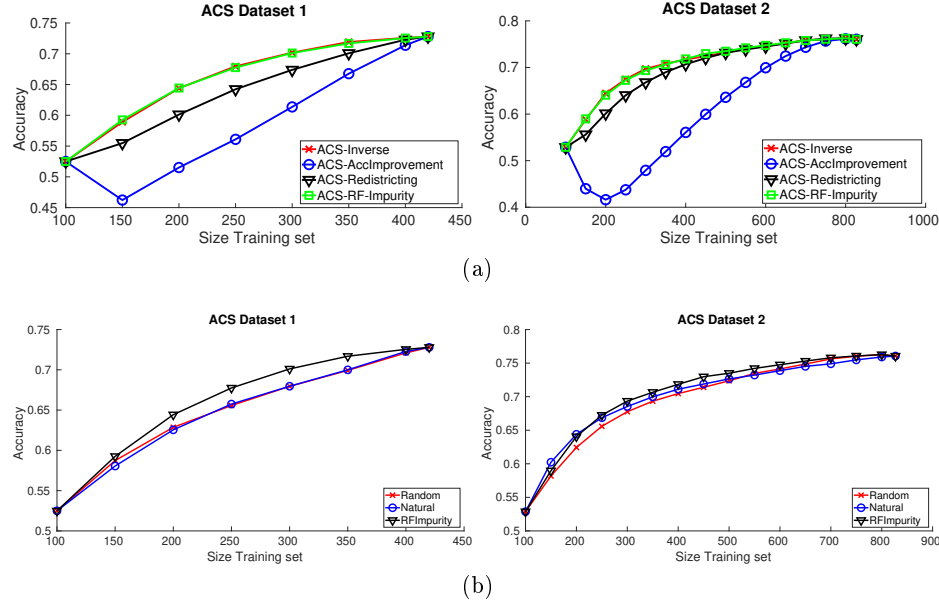 ACS Dataset 1
0.75
0.7
0.65
0.6
0.55
0.5
0.45
Accuracy
100 150 200 250 300 350 400 450
Size Training set
ACS-Inverse
ACS-AccImprovement
ACS-Redistricting
ACS-RF-Impurity
ACS Dataset 2
0.8
0.7
0.6
0.5
0.4
Accuracy
0 200 400 600 800 1000
Size Training set
ACS-Inverse
ACS-AccImprovement
ACS-Redistricting
ACS-RF-Impurity
(a)
ACS Dataset 1
0.75
0.7
0.65
0.6
0.55
0.5
Accuracy
100 150 200 250 300 350 400 450
Size Training set
Random
Natural
RFImpurity
ACS Dataset 2
0.8
0.75
0.7
0.65
0.6
0.55
0.5
Accuracy
100 200 300 400 500 600 700 800 900
Size Training set
Random
Natural
RFImpurity
(b)